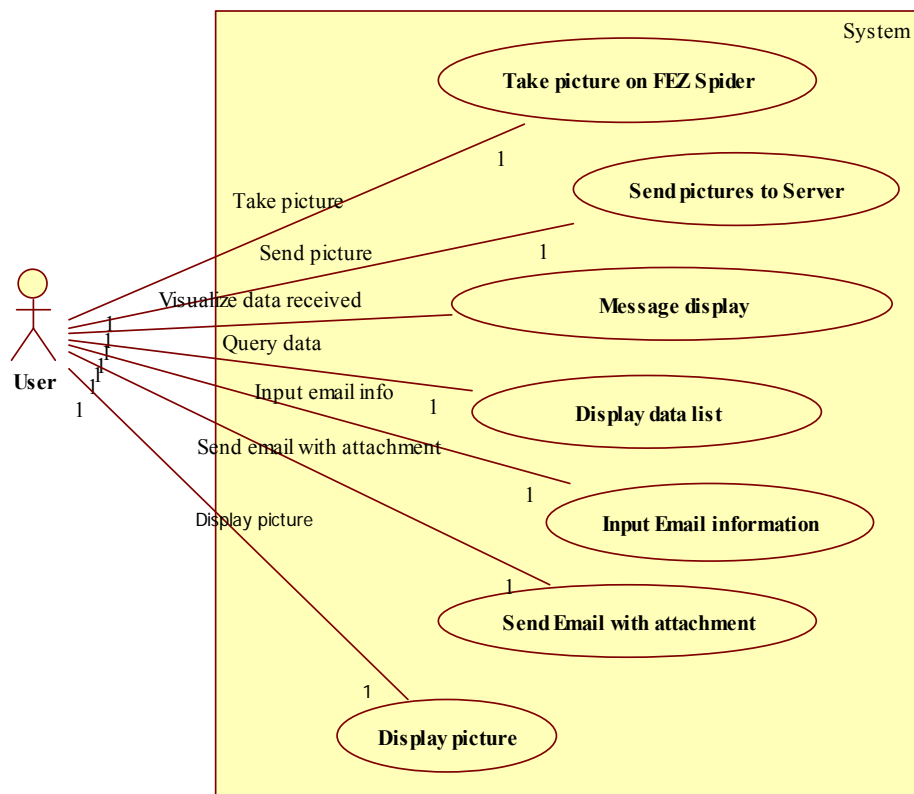 System
Take picture on FEZ Spider
1
Send pictures to Server
Take picture
Send picture
1
Visualize data received
Message display
1
1
Query data
1
1
1
1
User
1
Input email info
1
Display data list
Send email with attachment
1
Input Email information
Display picture
1
Send Email with attachment
1
Display picture